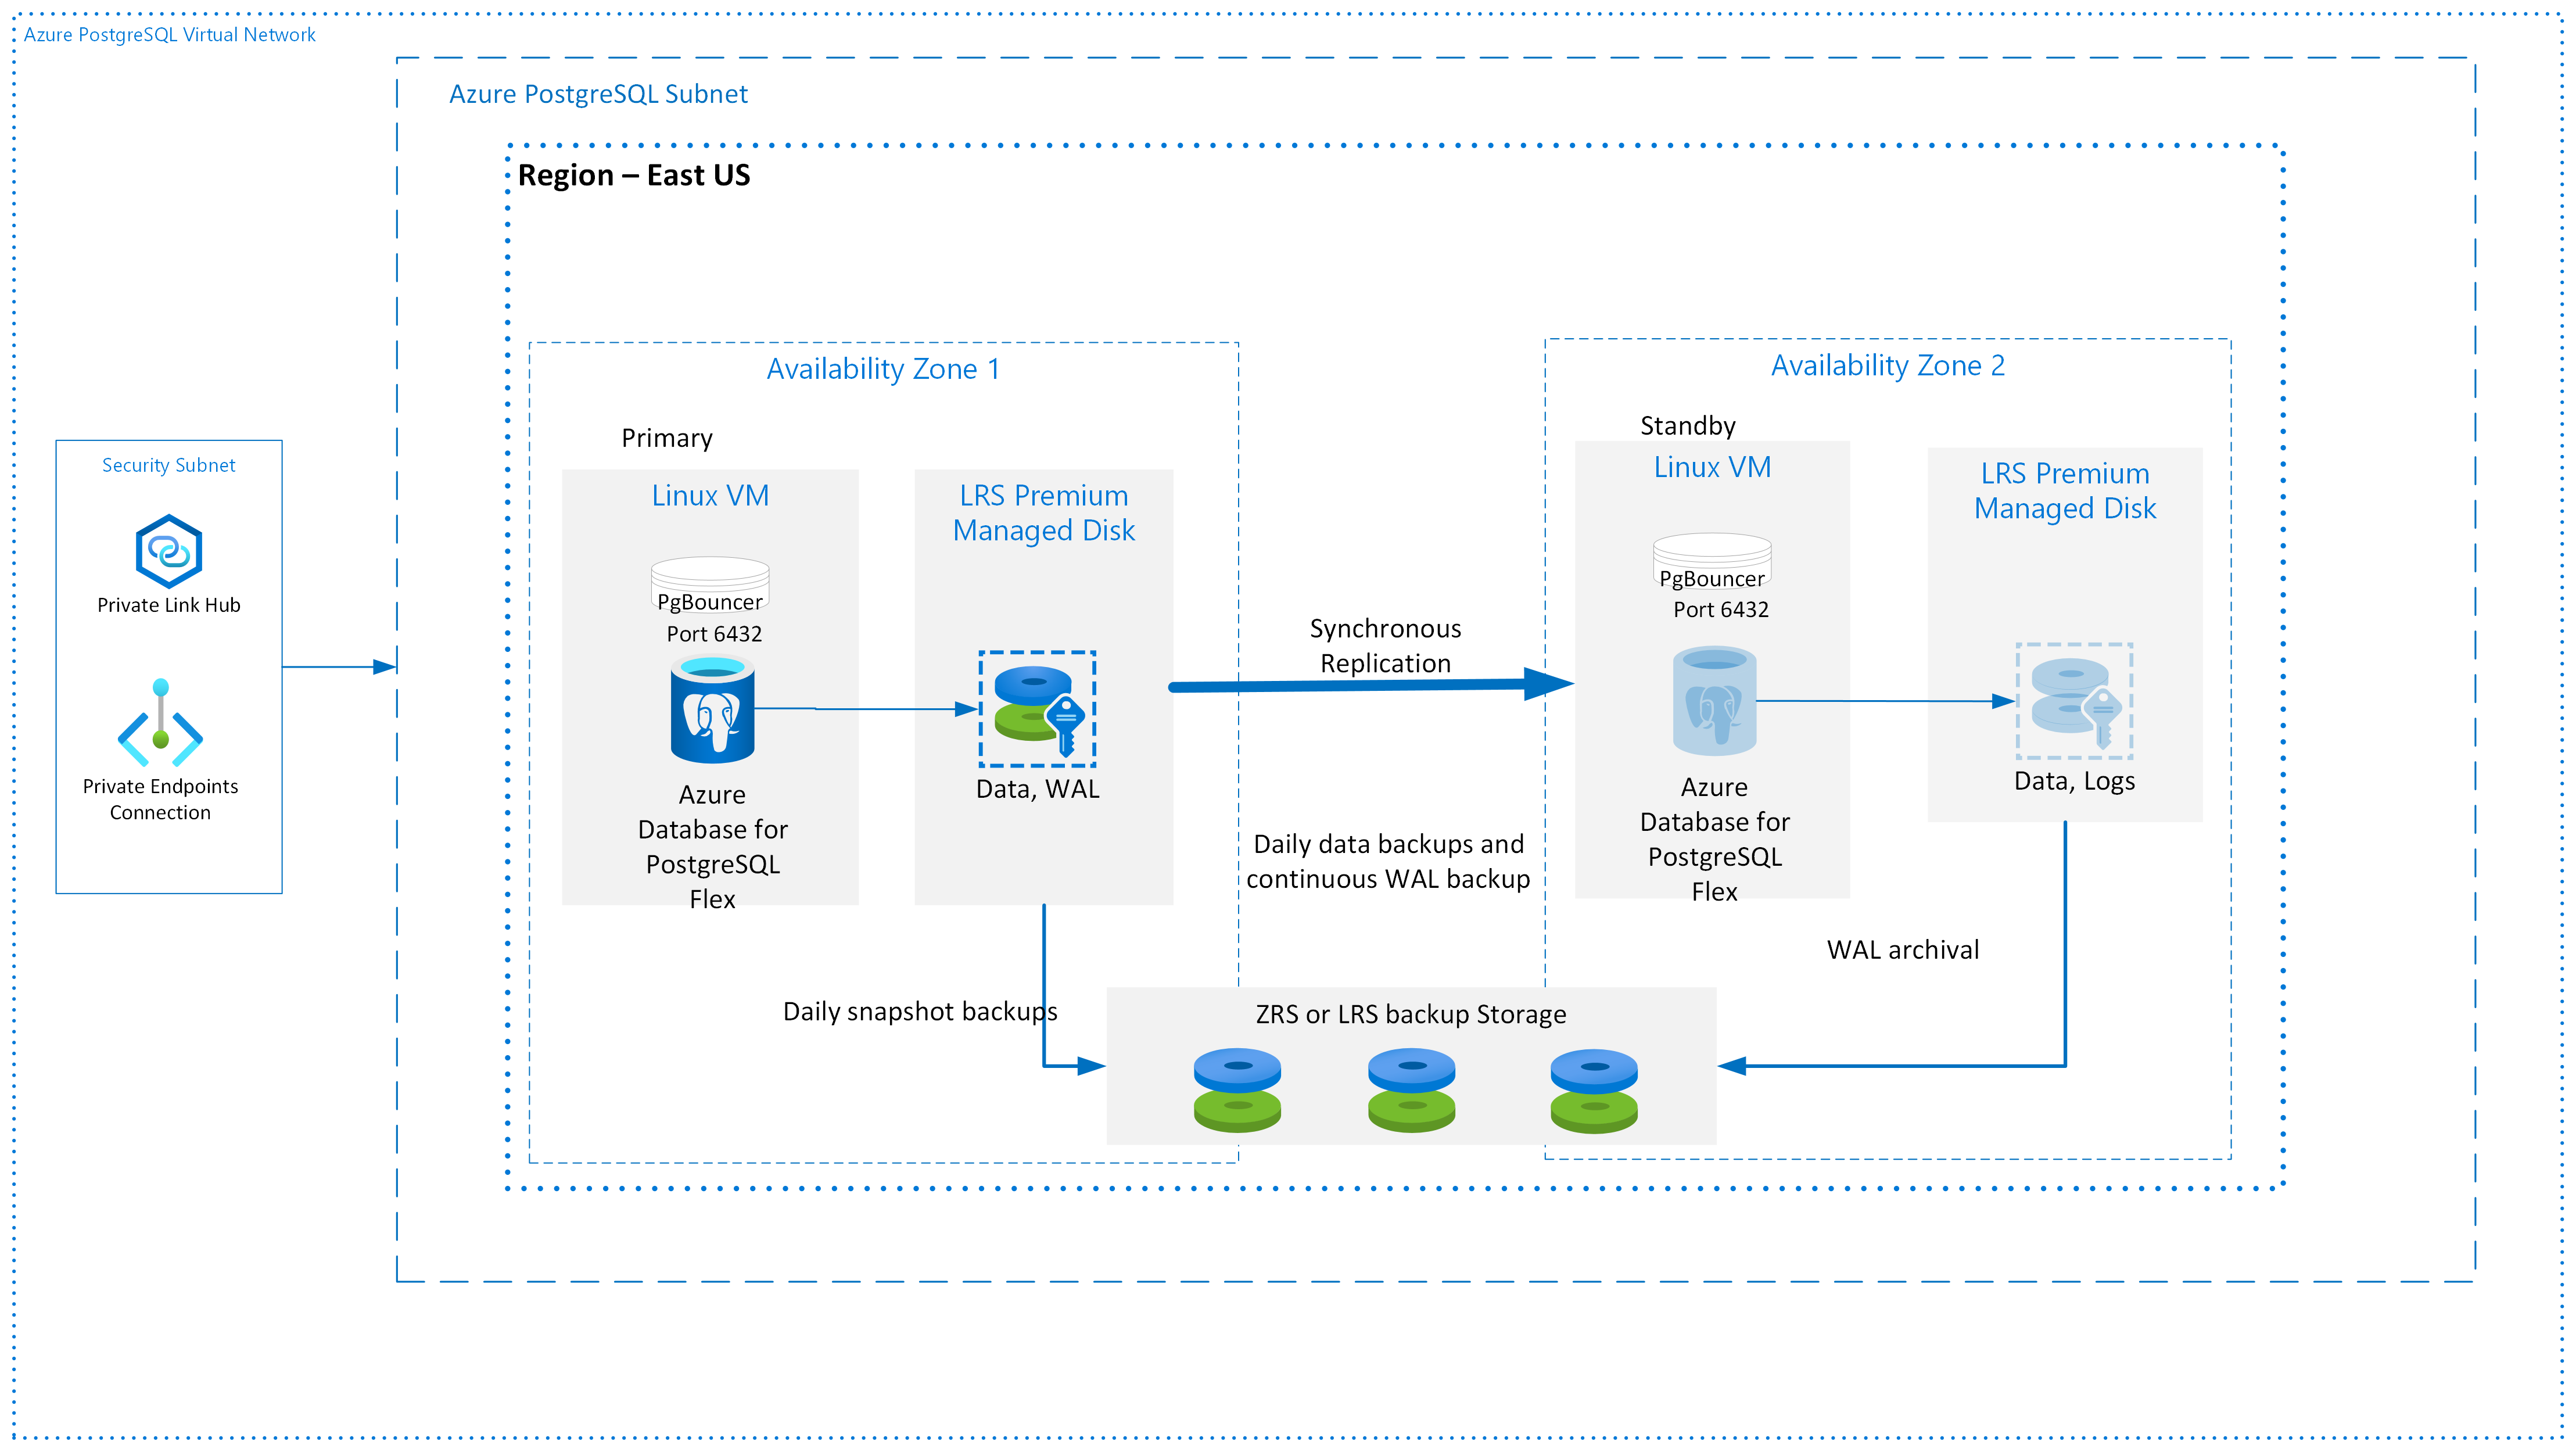 Azure PostgreSQL Virtual Network
Azure PostgreSQL Subnet
Region – East US
Security Subnet
Private Link Hub
Private Endpoints
Connection
Availability Zone 1
Primary
Linux VM
PgBouncer
Port 6432
Azure
Database for
PostgreSQL
Flex
LRS Premium
Managed Disk
Data, WAL
Synchronous
Replication
Daily data backups and
continuous WAL backup
Availability Zone 2
Standby
Linux VM
PgBouncer
Port 6432
Azure
Database for
PostgreSQL
Flex
LRS Premium
Managed Disk
Data, Logs
WAL archival
Daily snapshot backups
ZRS or LRS backup Storage